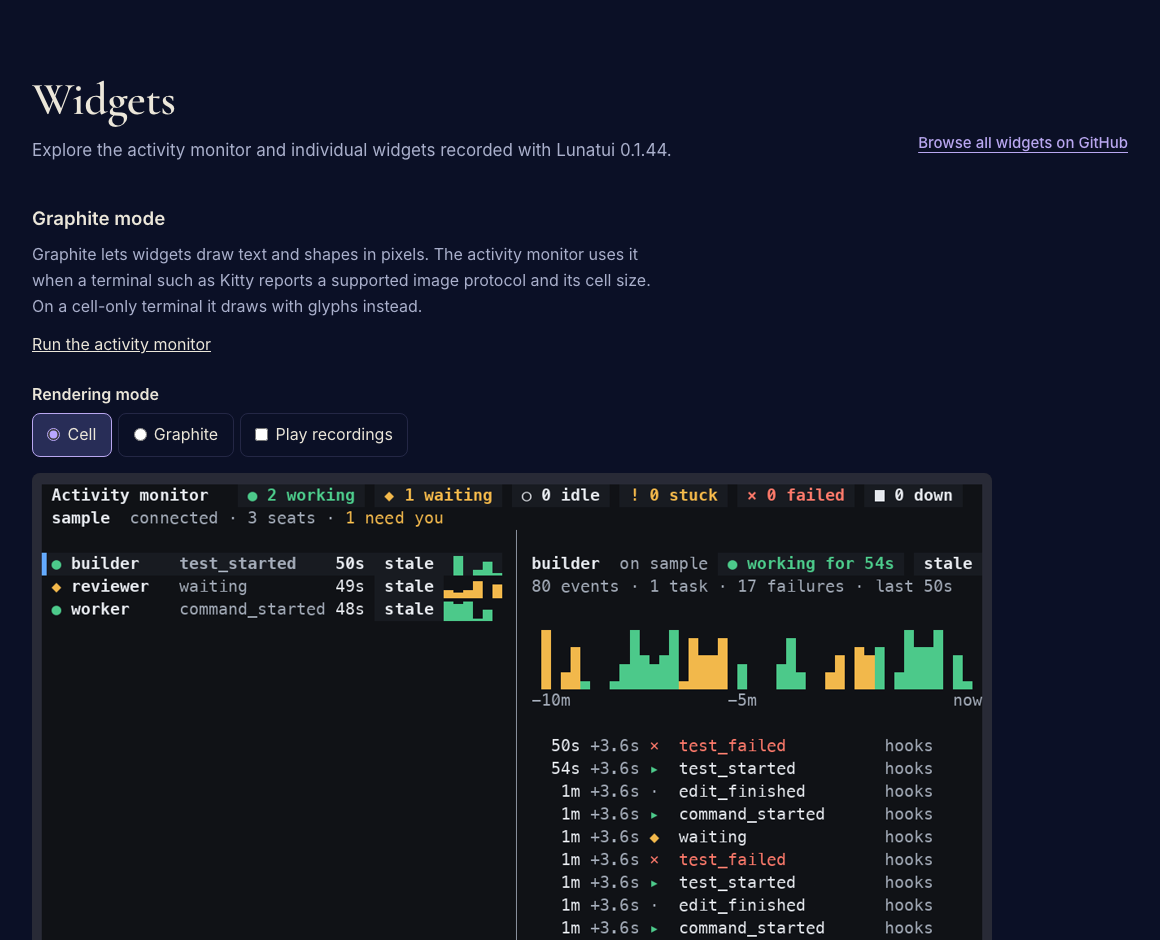 Widgets
Explore the activity monitor and individual widgets recorded with Lunatui 0.1.44.
Browse all widgets on GitHub
Graphite mode
Graphite lets widgets draw text and shapes in pixels. The activity monitor uses it
when a terminal such as Kitty reports a supported image protocol and its cell size.
On a cell-only terminal it draws with glyphs instead.
Run the activity monitor
Rendering mode
Cell Graphite Play recordings
Activity monitor ● 2 working ◆ 1 waiting ○ 0 idle ! 0 stuck × 0 failed ■ 0 down
sample connected · 3 seats · 1 need you
● builder test_started 50s stale
◆ reviewer waiting 49s stale
● worker command_started 48s stale
builder on sample ● working for 54s stale
80 events · 1 task · 17 failures · last 50s
−10m −5m now
50s +3.6s × test_failed hooks
54s +3.6s ▸ test_started hooks
1m +3.6s · edit_finished hooks
1m +3.6s ▸ command_started hooks
1m +3.6s ◆ waiting hooks
1m +3.6s × test_failed hooks
1m +3.6s ▸ test_started hooks
1m +3.6s · edit_finished hooks
1m +3.6s ▸ command_started hooks